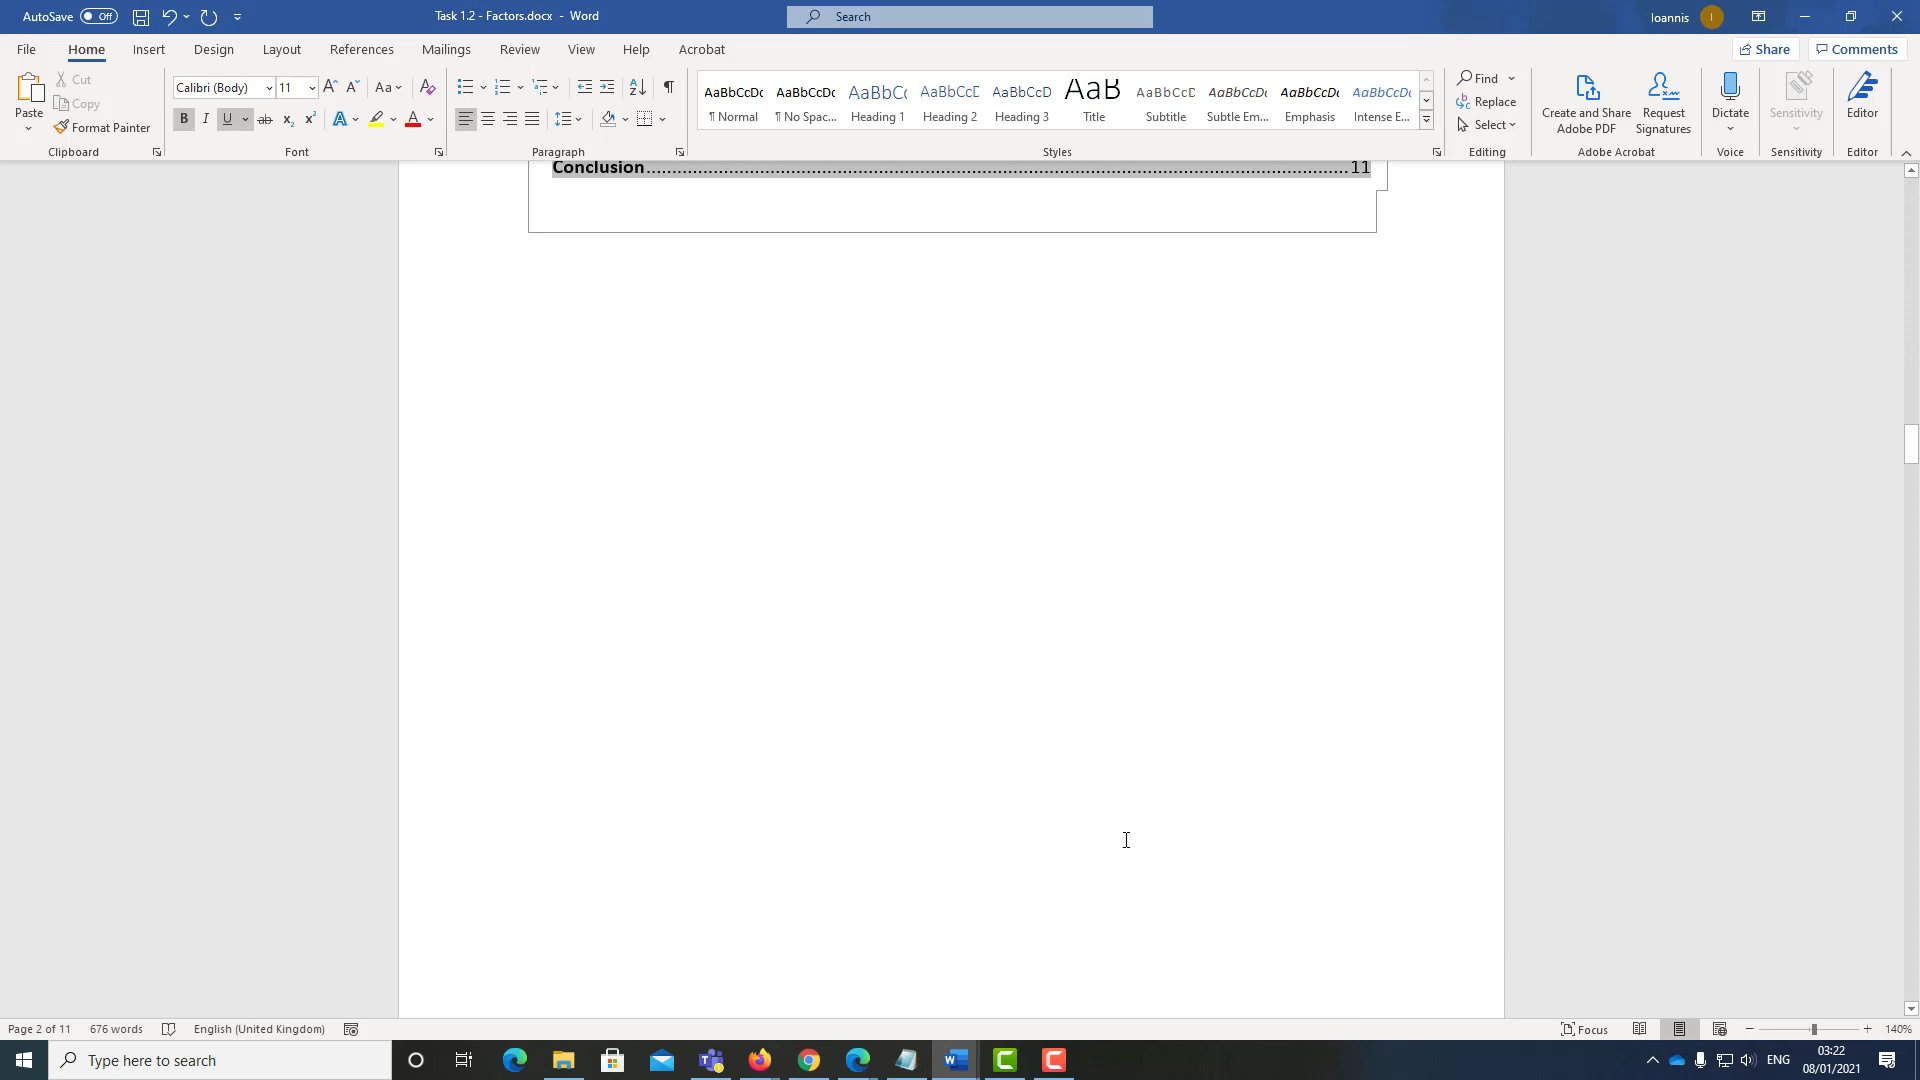 AutoSave Off Task 1.2 - Factors.docx - Word Search Ioannis I
File Home Insert Design Layout References Mailings Review View Help Acrobat Share Comments
Paste Cut Copy Format Painter
Clipboard
Calibri (Body) 11 Aa
B I U ab x₂ x² A A
Font
Paragraph
AaBbCcDc AaBbCcDc AaBbCc AaBbCcD AaBbCcD AaB AaBbCcD AaBbCcDc AaBbCcDc AaBbCcDc
¶ Normal ¶ No Spac... Heading 1 Heading 2 Heading 3 Title Subtitle Subtle Em... Emphasis Intense E...
Styles
Find
Replace
Select
Editing
Create and Share Adobe PDF
Request Signatures
Adobe Acrobat
Dictate
Voice
Sensitivity
Sensitivity
Editor
Editor
Conclusion 11
Page 2 of 11 676 words English (United Kingdom) Focus 140%
Type here to search ENG 03:22
08/01/2021